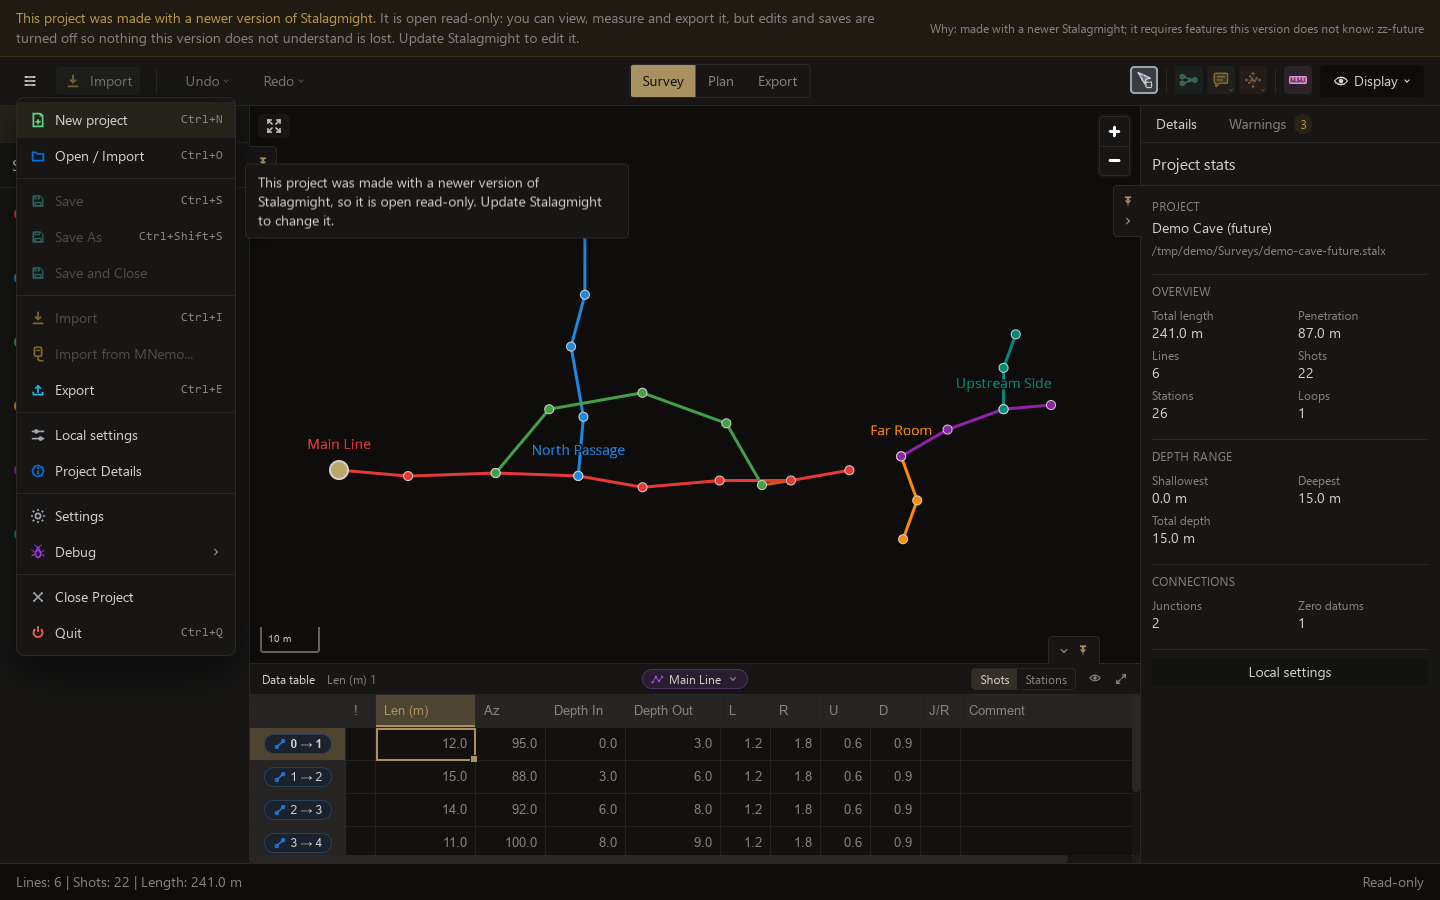 This project was made with a newer version of Stalagmight. It is open read-only: you can view, measure and export it, but edits and saves are
turned off so nothing this version does not understand is lost. Update Stalagmight to edit it.
Why: made with a newer Stalagmight; it requires features this version does not know: zz-future
Import
Undo
Redo
Survey
Plan
Export
Display
New project Ctrl+N
Open / Import Ctrl+O
Save Ctrl+S
Save As Ctrl+Shift+S
Save and Close
Import Ctrl+I
Import from MNemo...
Export Ctrl+E
Local settings
Project Details
Settings
Debug
Close Project
Quit Ctrl+Q
This project was made with a newer version of
Stalagmight, so it is open read-only. Update Stalagmight
to change it.
+
−
Main Line
North Passage
Far Room
Upstream Side
10 m
Details
Warnings 3
Project stats
PROJECT
Demo Cave (future)
/tmp/demo/Surveys/demo-cave-future.stalx
OVERVIEW
Total length Penetration
241.0 m 87.0 m
Lines Shots
6 22
Stations Loops
26 1
DEPTH RANGE
Shallowest Deepest
0.0 m 15.0 m
Total depth
15.0 m
CONNECTIONS
Junctions Zero datums
2 1
Local settings
Data table Len (m) 1
Main Line
Shots
Stations
! Len (m) Az Depth In Depth Out L R U D J/R Comment
0→1 12.0 95.0 0.0 3.0 1.2 1.8 0.6 0.9
1→2 15.0 88.0 3.0 6.0 1.2 1.8 0.6 0.9
2→3 14.0 92.0 6.0 8.0 1.2 1.8 0.6 0.9
3→4 11.0 100.0 8.0 9.0 1.2 1.8 0.6 0.9
Lines: 6 | Shots: 22 | Length: 241.0 m
Read-only